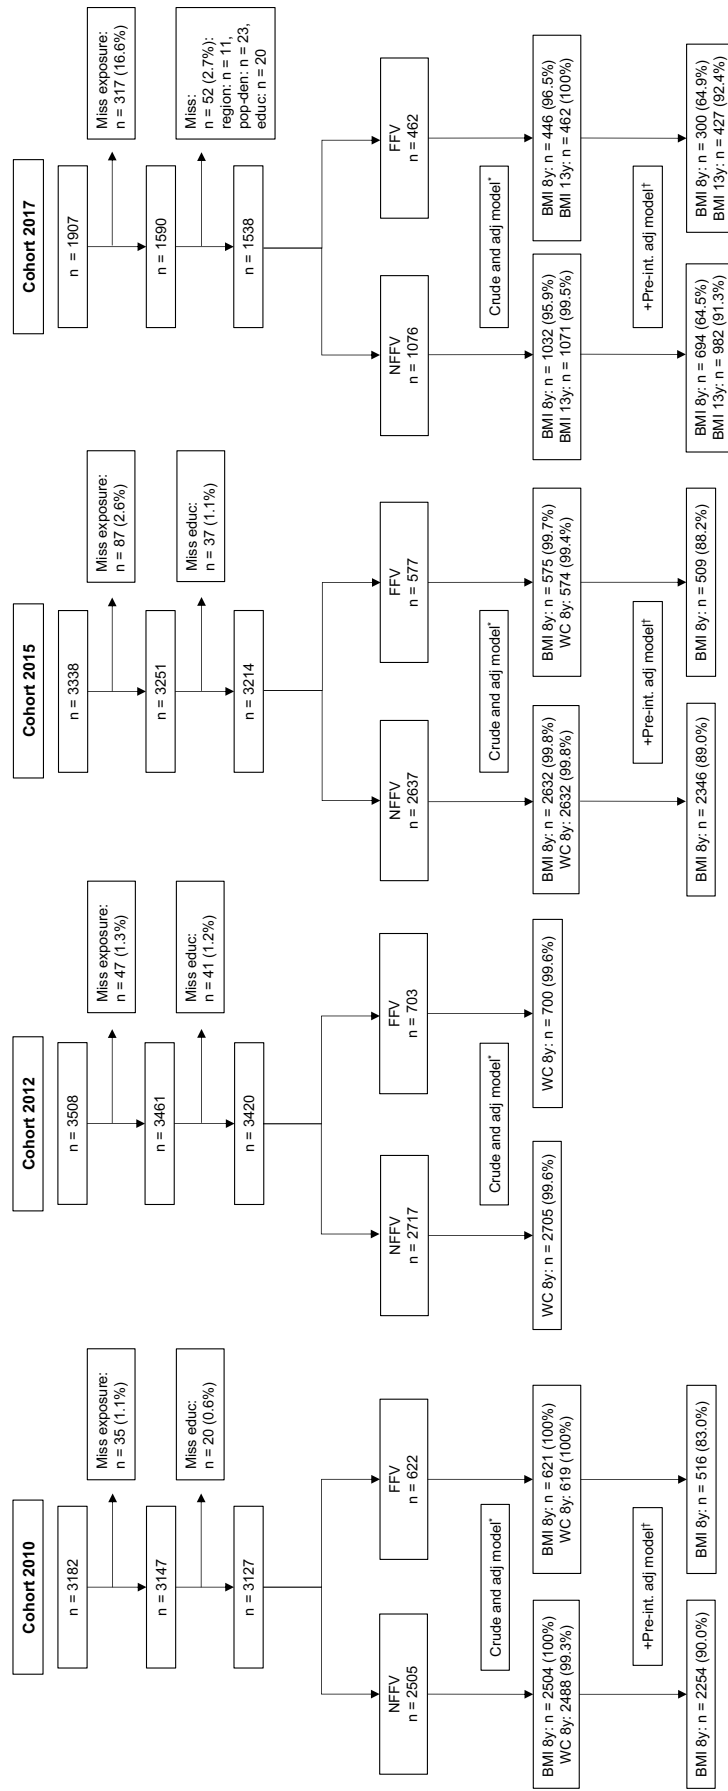 Cohort 2010
n = 3182
Miss exposure:
n = 35 (1.1%)
n = 3147
Miss educ:
n = 20 (0.6%)
n = 3127
NFFV
n = 2505
FFV
n = 622
Crude and adj model*
BMI 8y: n = 2504 (100%)
WC 8y: 2488 (99.3%)
BMI 8y: n = 621 (100%)
WC 8y: 619 (100%)
+Pre-int. adj model†
BMI 8y: n = 2254 (90.0%)
BMI 8y: n = 516 (83.0%)
Cohort 2012
n = 3508
Miss exposure:
n = 47 (1.3%)
n = 3461
Miss educ:
n = 41 (1.2%)
n = 3420
NFFV
n = 2717
FFV
n = 703
Crude and adj model*
WC 8y: n = 2705 (99.6%)
WC 8y: n = 700 (99.6%)
Cohort 2015
n = 3338
Miss exposure:
n = 87 (2.6%)
n = 3251
Miss educ:
n = 37 (1.1%)
n = 3214
NFFV
n = 2637
FFV
n = 577
Crude and adj model*
BMI 8y: n = 2632 (99.8%)
WC 8y: 2632 (99.8%)
BMI 8y: n = 575 (99.7%)
WC 8y: 574 (99.4%)
+Pre-int. adj model†
BMI 8y: n = 2346 (89.0%)
BMI 8y: n = 509 (88.2%)
Cohort 2017
n = 1907
Miss exposure:
n = 317 (16.6%)
n = 1590
Miss:
n = 52 (2.7%):
region: n = 11,
pop-den: n = 23,
educ: n = 20
n = 1538
NFFV
n = 1076
FFV
n = 462
Crude and adj model*
BMI 8y: n = 1032 (95.9%)
BMI 13y: n = 1071 (99.5%)
BMI 8y: n = 446 (96.5%)
BMI 13y: n = 462 (100%)
+Pre-int. adj model†
BMI 8y: n = 694 (64.5%)
BMI 13y: n = 982 (91.3%)
BMI 8y: n = 300 (64.9%)
BMI 13y: n = 427 (92.4%)